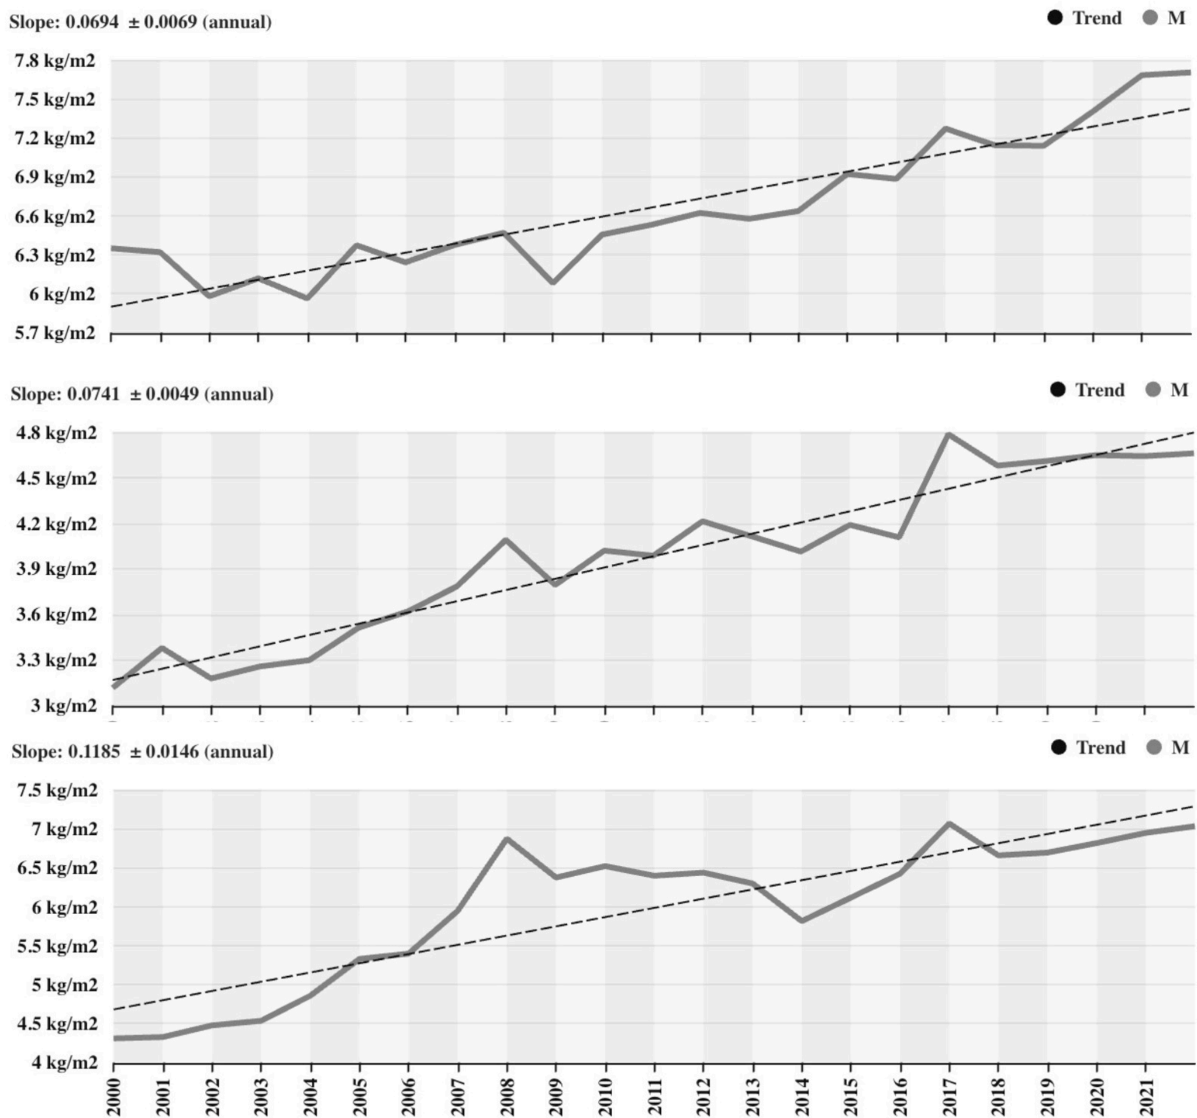 Slope: 0.0694 ± 0.0069 (annual)
Trend M
7.8 kg/m2
7.5 kg/m2
7.2 kg/m2
6.9 kg/m2
6.6 kg/m2
6.3 kg/m2
6 kg/m2
5.7 kg/m2
Slope: 0.0741 ± 0.0049 (annual)
Trend M
4.8 kg/m2
4.5 kg/m2
4.2 kg/m2
3.9 kg/m2
3.6 kg/m2
3.3 kg/m2
3 kg/m2
Slope: 0.1185 ± 0.0146 (annual)
Trend M
7.5 kg/m2
7 kg/m2
6.5 kg/m2
6 kg/m2
5.5 kg/m2
5 kg/m2
4.5 kg/m2
4 kg/m2
2000 2001 2002 2003 2004 2005 2006 2007 2008 2009 2010 2011 2012 2013 2014 2015 2016 2017 2018 2019 2020 2021